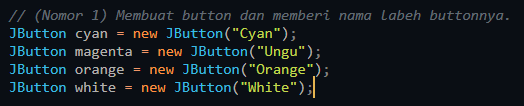 // (Nomor 1) Membuat button dan memberi nama labeh buttonnya.
JButton cyan = new JButton("Cyan");
JButton magenta = new JButton("Ungu");
JButton orange = new JButton("Orange");
JButton white = new JButton("White");